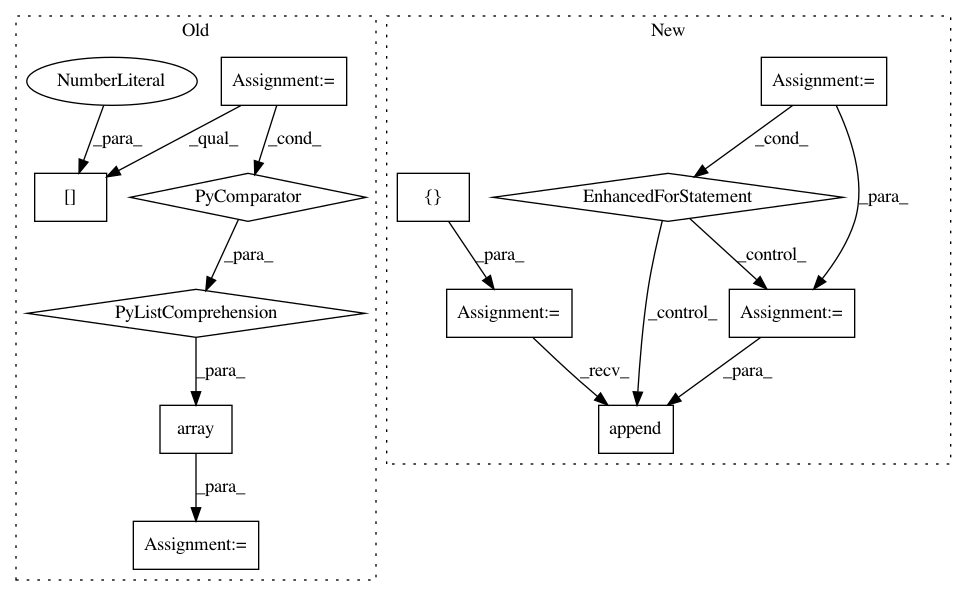 Old
New
NumberLiteral
Assignment:=
Assignment:=
_para_
_qual_
_cond_
_cond_
[]
PyComparator
{}
EnhancedForStatement
_para_
_para_
_para_
_control_
PyListComprehension
Assignment:=
Assignment:=
_control_
_para_
_recv_
_para_
array
append
_para_
Assignment:=